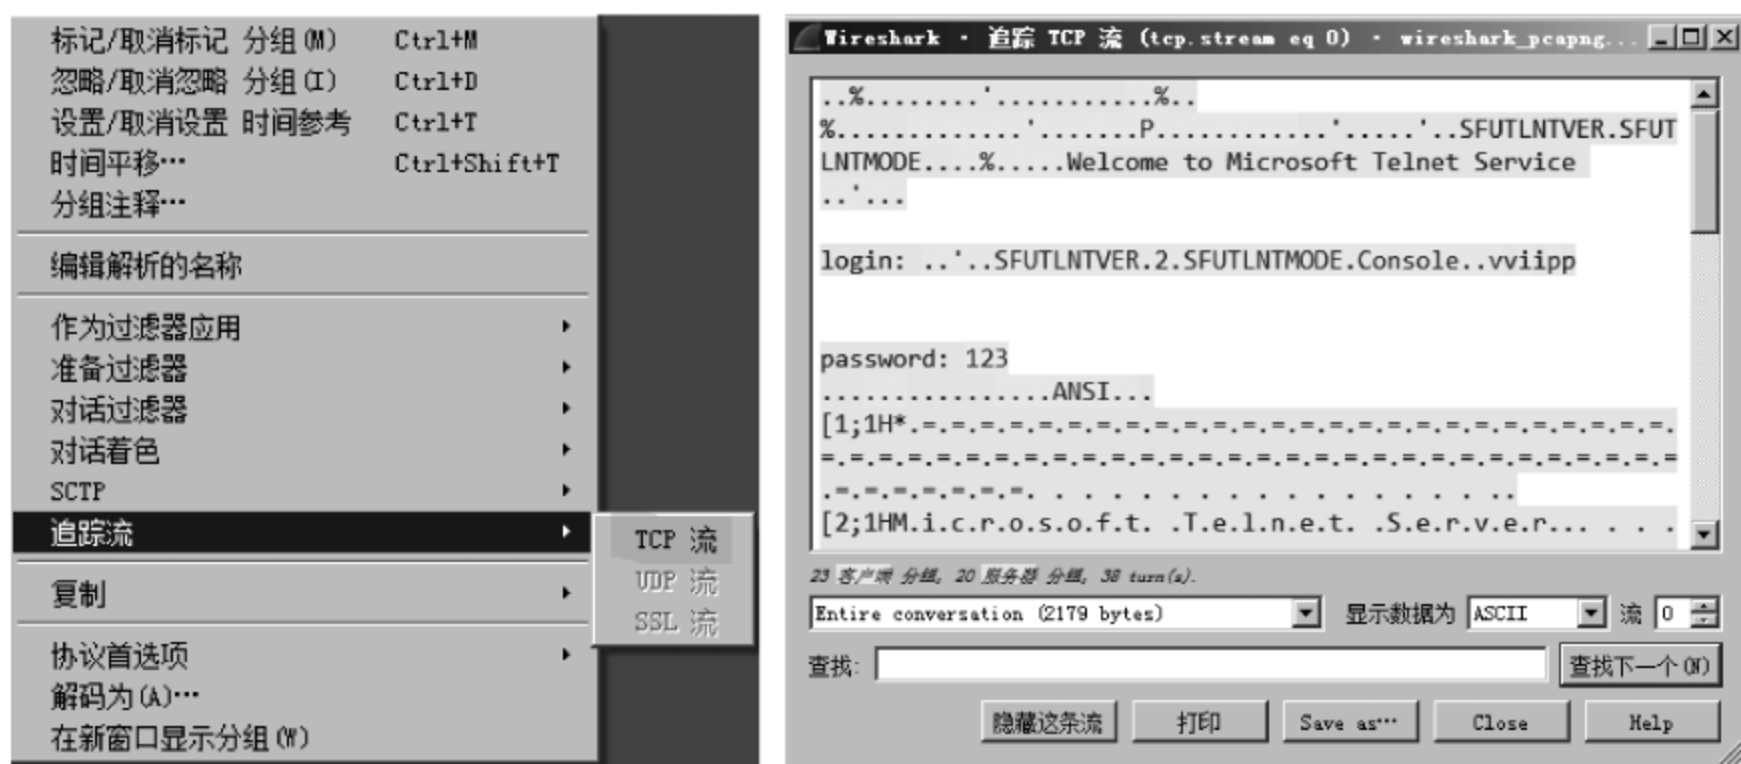 标记/取消标记 分组(M) Ctrl+M
忽略/取消忽略 分组(I) Ctrl+D
设置/取消设置 时间参考 Ctrl+T
时间平移… Ctrl+Shift+T
分组注释…
编辑解析的名称
作为过滤器应用
准备过滤器
对话过滤器
对话着色
SCTP
追踪流
TCP 流
UDP 流
SSL 流
复制
协议首选项
解码为(A)…
在新窗口显示分组(W)
Wireshark · 追踪 TCP 流 (tcp.stream eq 0) · wireshark_pcapng...
..%........'...........%..
%.............'.......P............'.....'..SFUTLNTVER.SFUT
LNTMODE....%.....Welcome to Microsoft Telnet Service
..'...
login: ..'..SFUTLNTVER.2.SFUTLNTMODE.Console..vviipp
password: 123
................ANSI...
[1;1H*.=.=.=.=.=.=.=.=.=.=.=.=.=.=.=.=.=.=.=.=.=.=.=.=.=.=.
=.=.=.=.=.=.=.=.=.=.=.=.=.=.=.=.=.=.=.=.=.=.=.=.=.=.=.=.=.=
.=.=.=.=.=.=.=. . . . . . . . . . . . . . . . ..
[2;1HM.i.c.r.o.s.o.f.t. .T.e.l.n.e.t. .S.e.r.v.e.r... . . .
23 客户端 分组, 20 服务器 分组, 38 turn(s).
Entire conversation (2179 bytes) 显示数据为 ASCII 流 0
查找: 查找下一个(N)
隐藏这条流 打印 Save as… Close Help